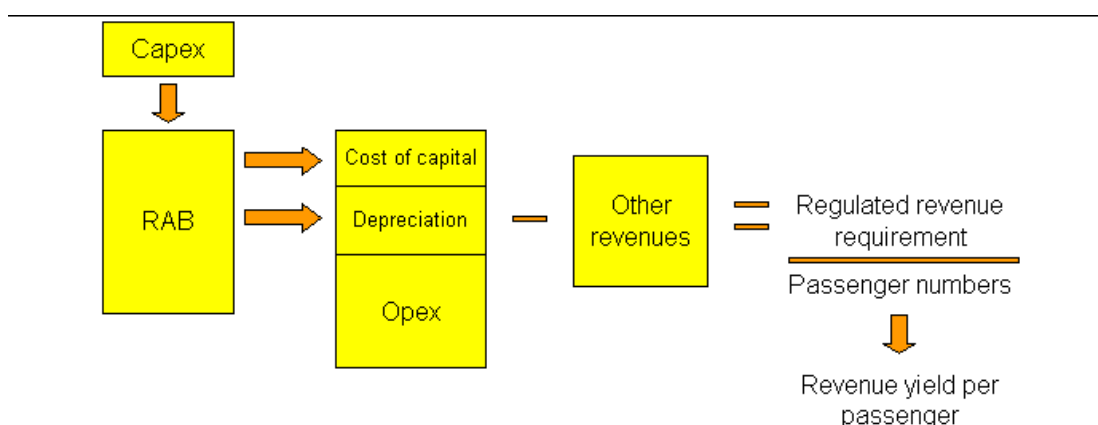 Capex
RAB
Cost of capital
Depreciation
Opex
Other
revenues
Regulated revenue
requirement
Passenger numbers
Revenue yield per
passenger